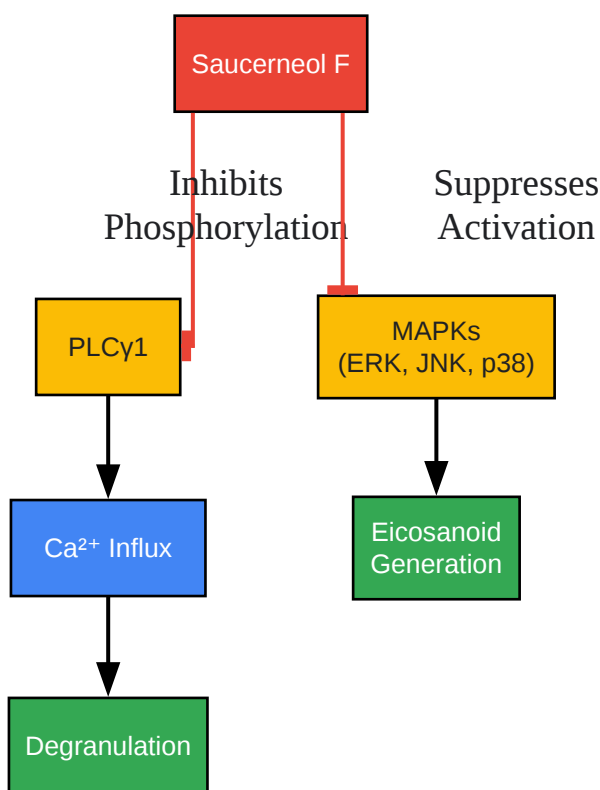 Saucerneol F
Inhibits
Phosphorylation
Suppresses
Activation
PLCγ1
MAPKs
(ERK, JNK, p38)
Ca²⁺ Influx
Eicosanoid
Generation
Degranulation